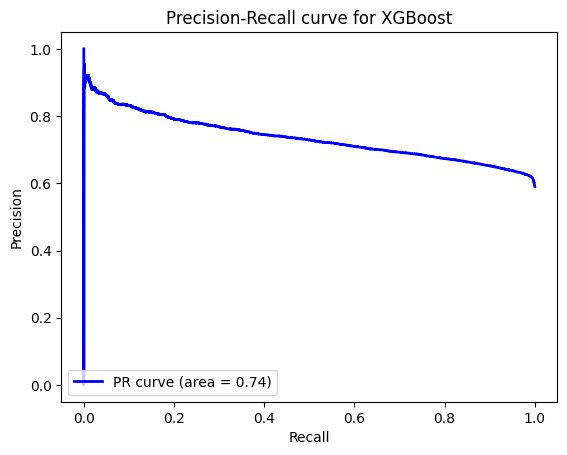 Precision-Recall curve for XGBoost
1.0
0.8
0.6
0.4
0.2
0.0
Precision
PR curve (area = 0.74)
0.0 0.2 0.4 0.6 0.8 1.0
Recall